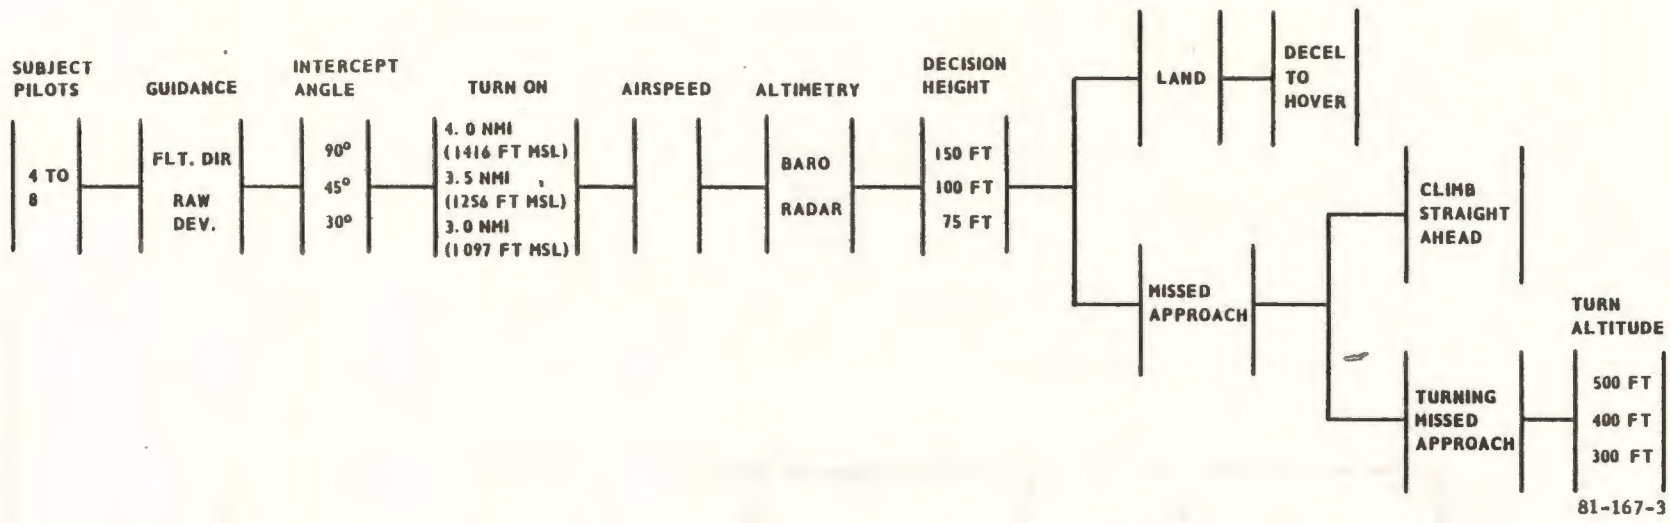 SUBJECT
PILOTS
4 TO
8
GUIDANCE
FLT. DIR
RAW
DEV.
INTERCEPT
ANGLE
90°
45°
30°
TURN ON
4.0 NMI
(1416 FT MSL)
3.5 NMI
(1256 FT MSL)
3.0 NMI
(1097 FT MSL)
AIRSPEED
ALTIMETRY
BARO
RADAR
DECISION
HEIGHT
150 FT
100 FT
75 FT
LAND
DECEL
TO
HOVER
MISSED
APPROACH
CLIMB
STRAIGHT
AHEAD
TURNING
MISSED
APPROACH
TURN
ALTITUDE
500 FT
400 FT
300 FT
81-167-3